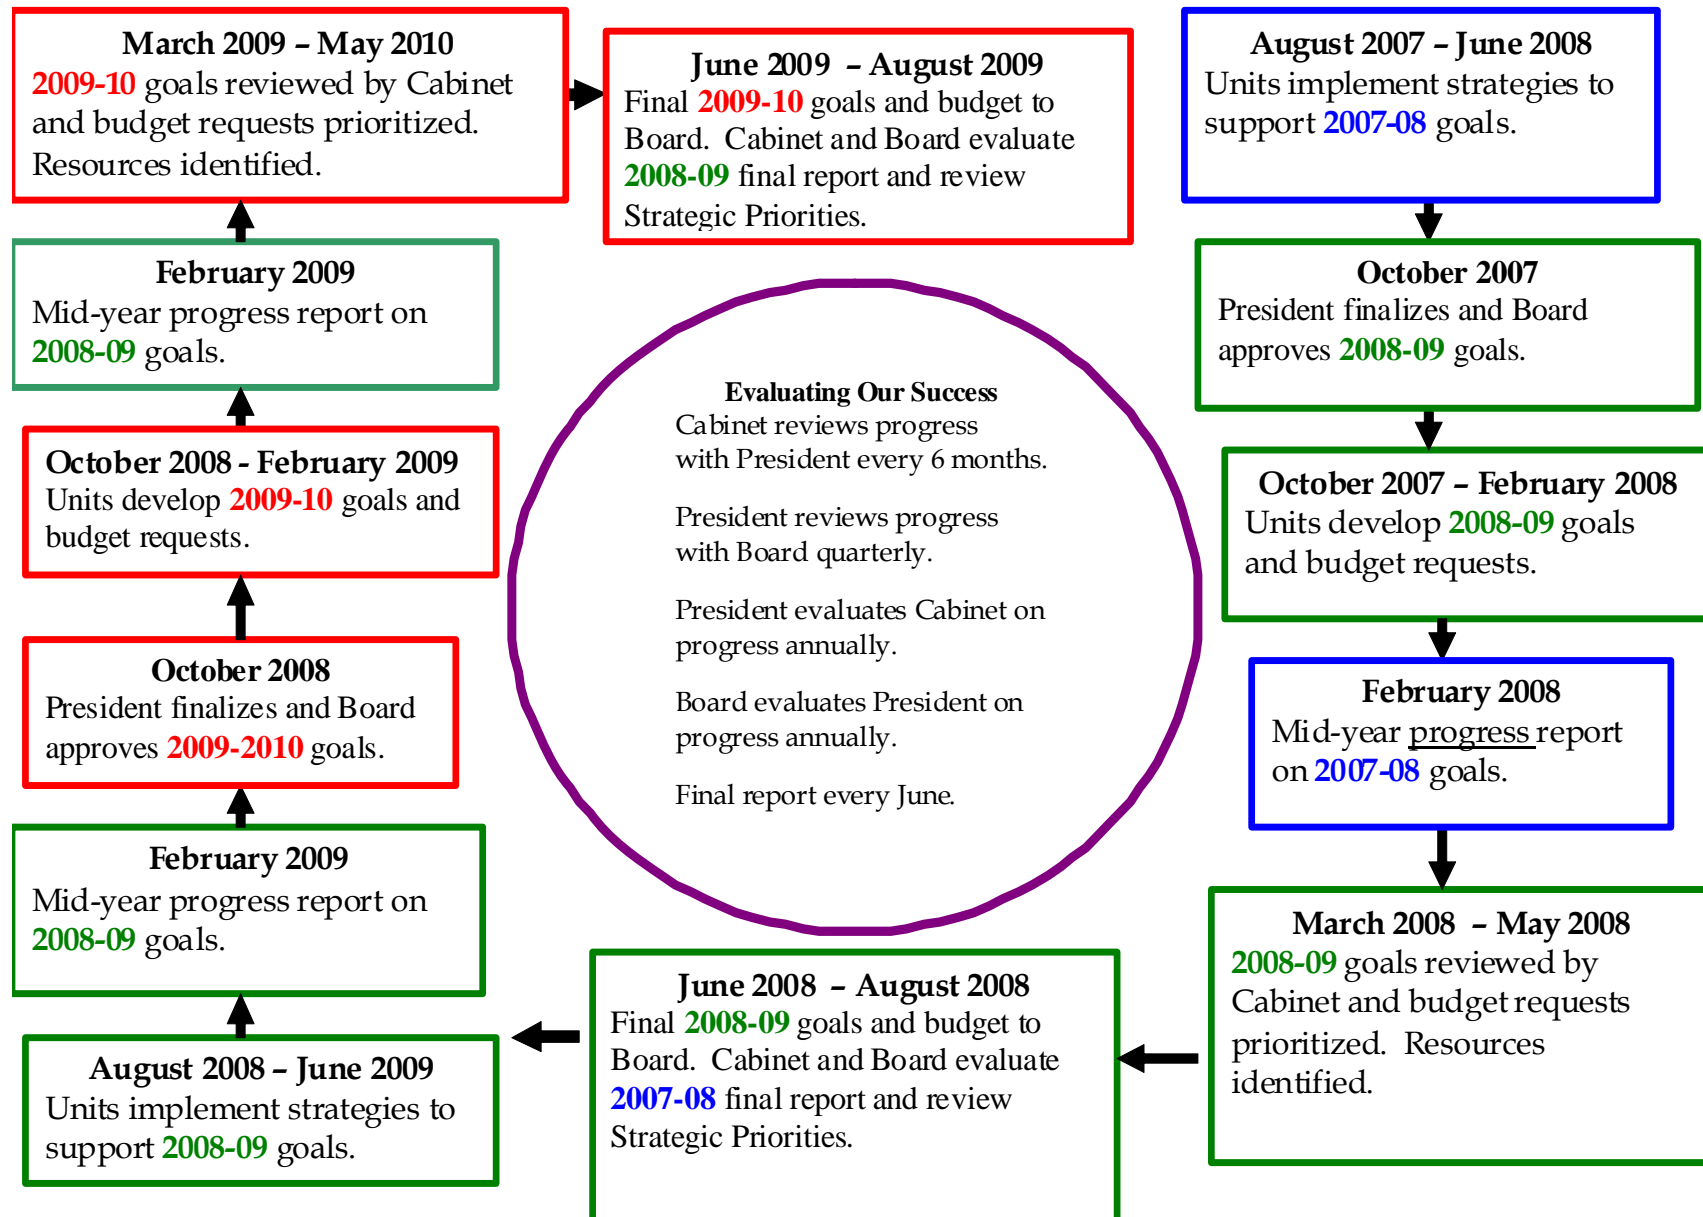 March 2009 – May 2010
2009-10 goals reviewed by Cabinet
and budget requests prioritized.
Resources identified.
June 2009 – August 2009
Final 2009-10 goals and budget to
Board. Cabinet and Board evaluate
2008-09 final report and review
Strategic Priorities.
August 2007 – June 2008
Units implement strategies to
support 2007-08 goals.
October 2007
President finalizes and Board
approves 2008-09 goals.
October 2007 – February 2008
Units develop 2008-09 goals
and budget requests.
February 2008
Mid-year progress report
on 2007-08 goals.
March 2008 – May 2008
2008-09 goals reviewed by
Cabinet and budget requests
prioritized. Resources
identified.
June 2008 – August 2008
Final 2008-09 goals and budget to
Board. Cabinet and Board evaluate
2007-08 final report and review
Strategic Priorities.
August 2008 – June 2009
Units implement strategies to
support 2008-09 goals.
February 2009
Mid-year progress report on
2008-09 goals.
October 2008
President finalizes and Board
approves 2009-2010 goals.
October 2008 - February 2009
Units develop 2009-10 goals and
budget requests.
February 2009
Mid-year progress report on
2008-09 goals.
Evaluating Our Success
Cabinet reviews progress
with President every 6 months.
President reviews progress
with Board quarterly.
President evaluates Cabinet on
progress annually.
Board evaluates President on
progress annually.
Final report every June.